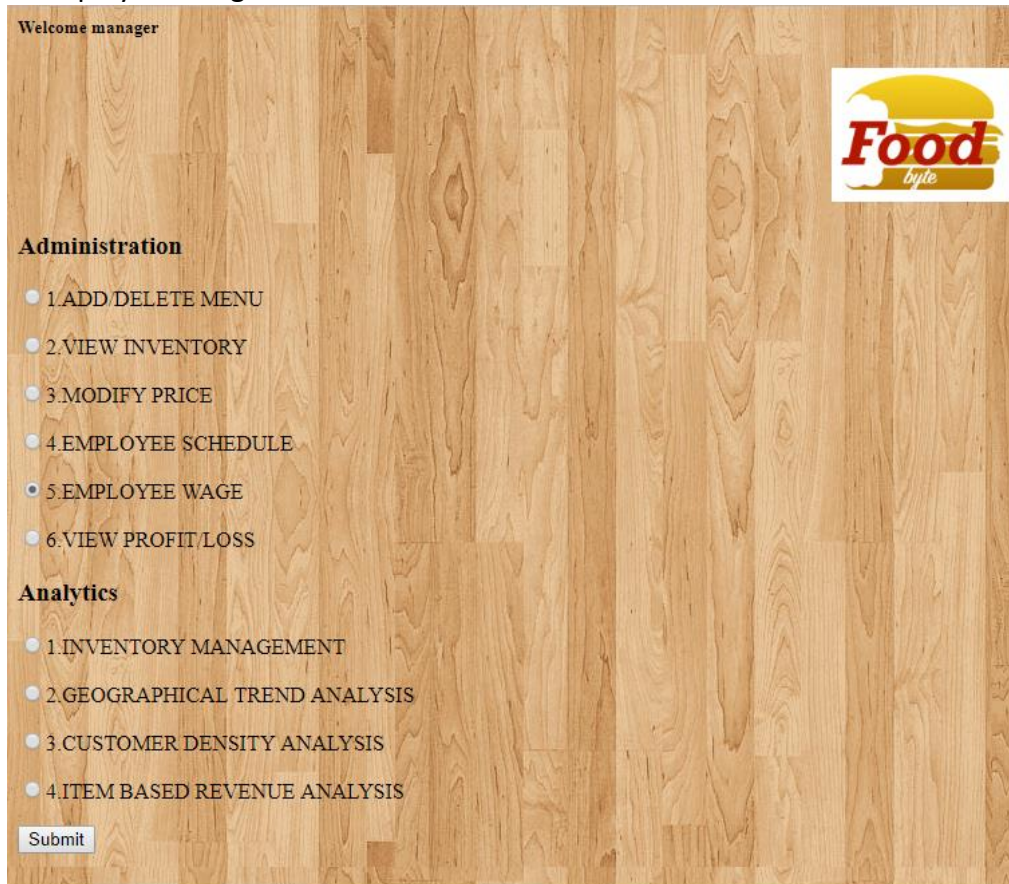 Welcome manager
Food
byte
Administration
1.ADD/DELETE MENU
2.VIEW INVENTORY
3.MODIFY PRICE
4.EMPLOYEE SCHEDULE
5.EMPLOYEE WAGE
6.VIEW PROFIT/LOSS
Analytics
1.INVENTORY MANAGEMENT
2.GEOGRAPHICAL TREND ANALYSIS
3.CUSTOMER DENSITY ANALYSIS
4.ITEM BASED REVENUE ANALYSIS
Submit